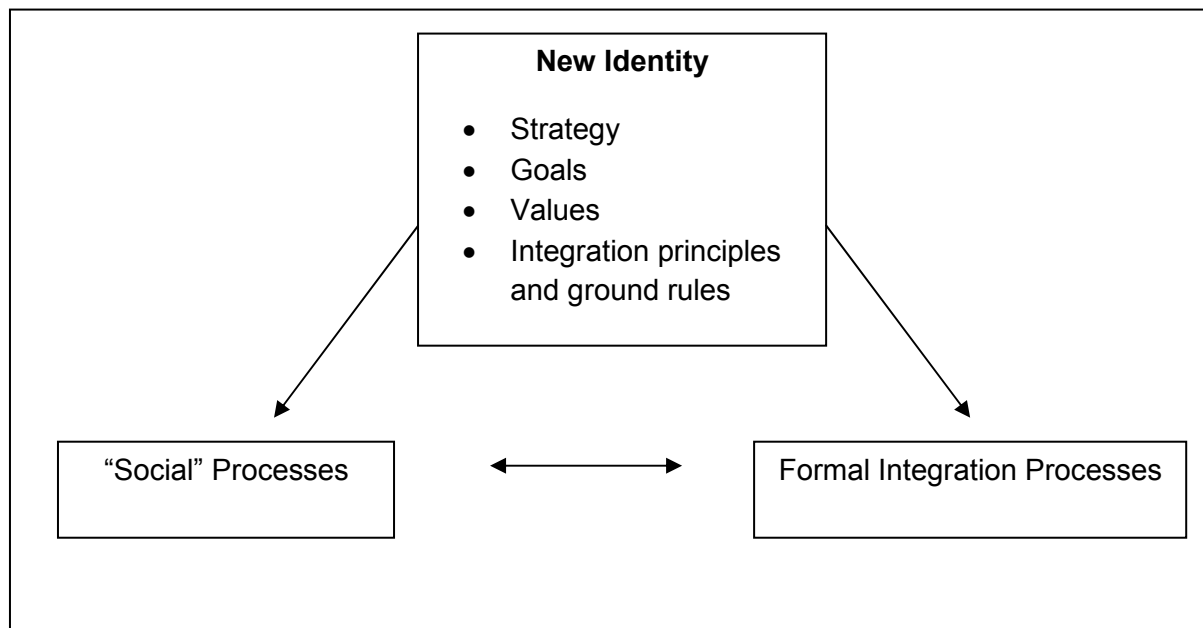 New Identity
• Strategy
• Goals
• Values
• Integration principles
and ground rules
“Social” Processes
Formal Integration Processes